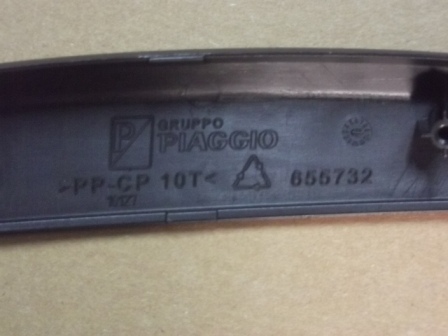 P
GRUPPO
PIAGGIO
>PP-CP 10T<
655732